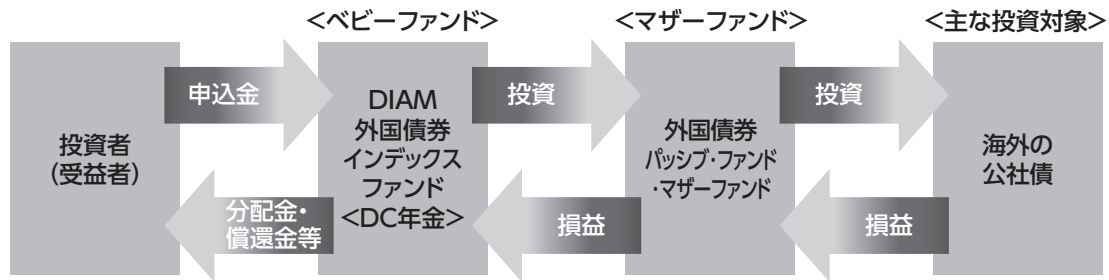 <ベビーファンド>
<マザーファンド>
<主な投資対象>
申込金
投資
投資
投資者
(受益者)
DIAM
外国債券
インデックス
ファンド
<DC年金>
外国債券
パッシブ・ファンド
・マザーファンド
海外の
公社債
分配金・
償還金等
損益
損益